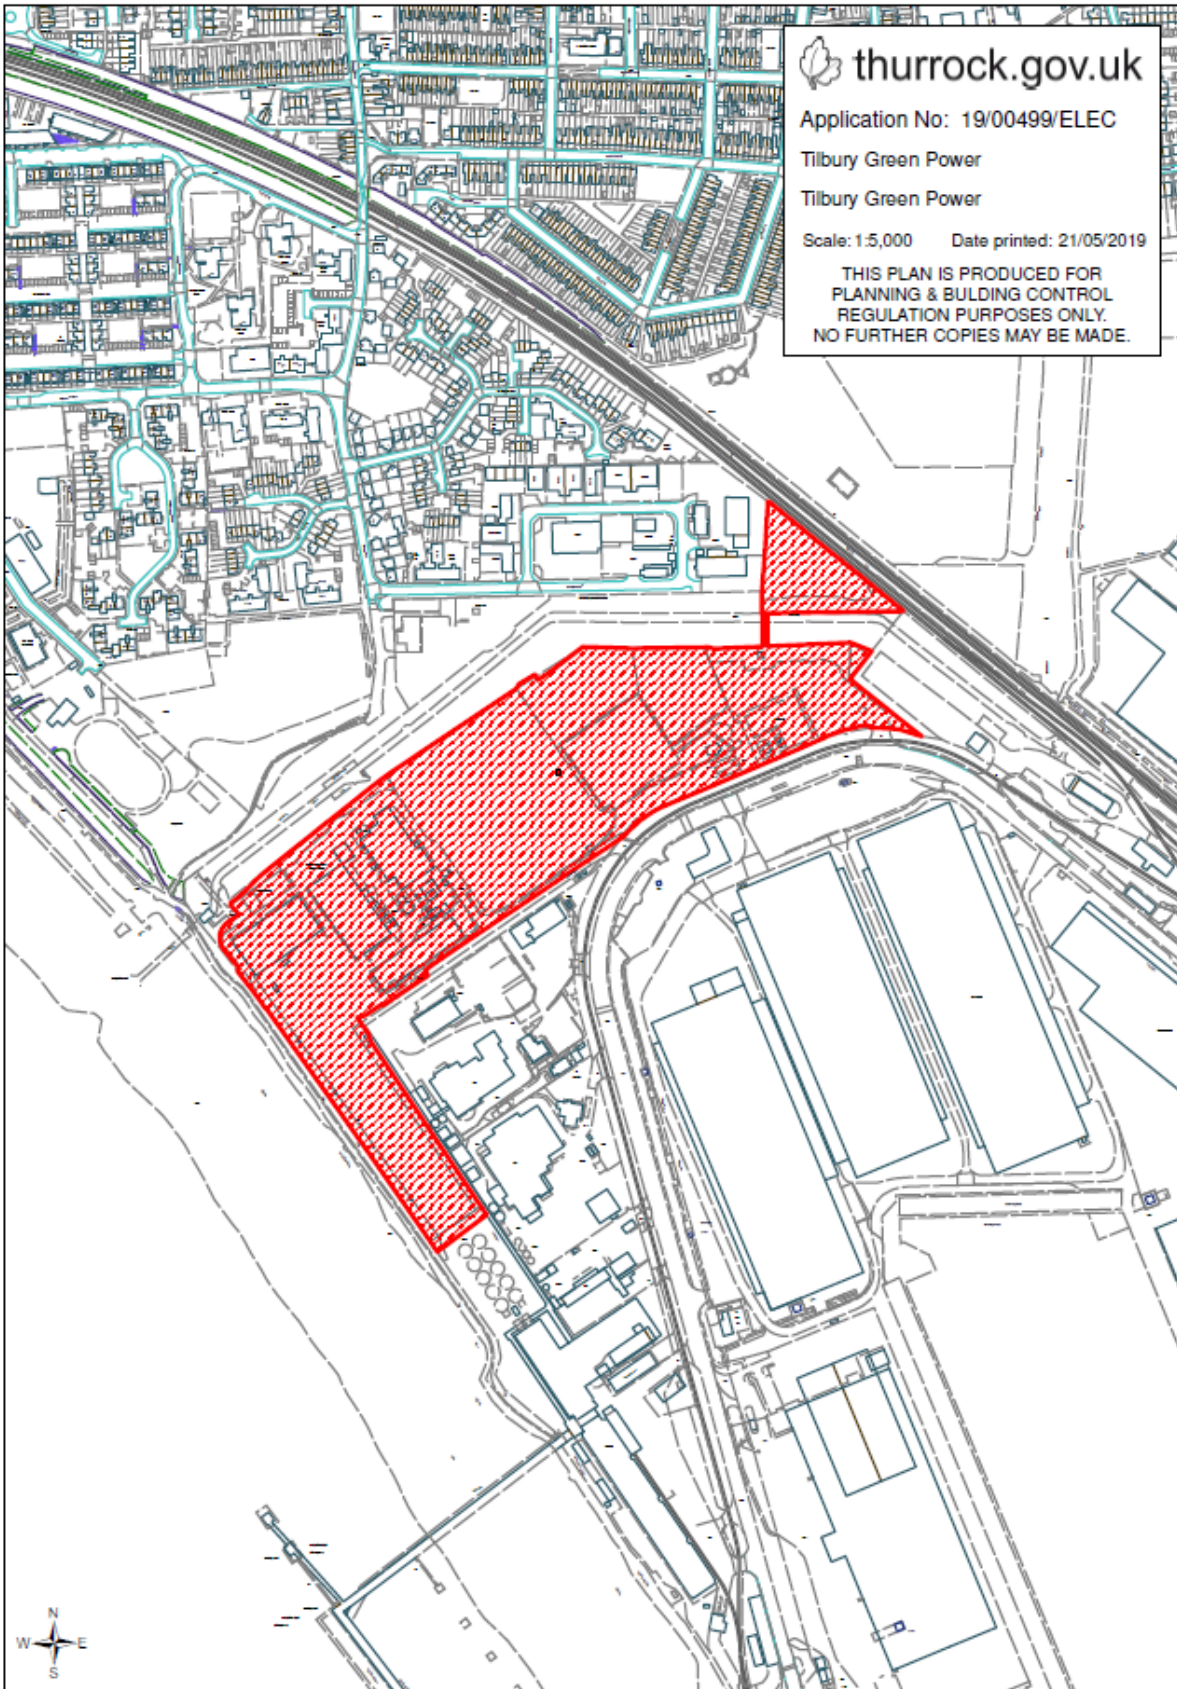 thurrock.gov.uk
Application No: 19/00499/ELEC
Tilbury Green Power
Tilbury Green Power
Scale: 1:5,000 Date printed: 21/05/2019
THIS PLAN IS PRODUCED FOR
PLANNING & BULDING CONTROL
REGULATION PURPOSES ONLY.
NO FURTHER COPIES MAY BE MADE.
N
W E
S